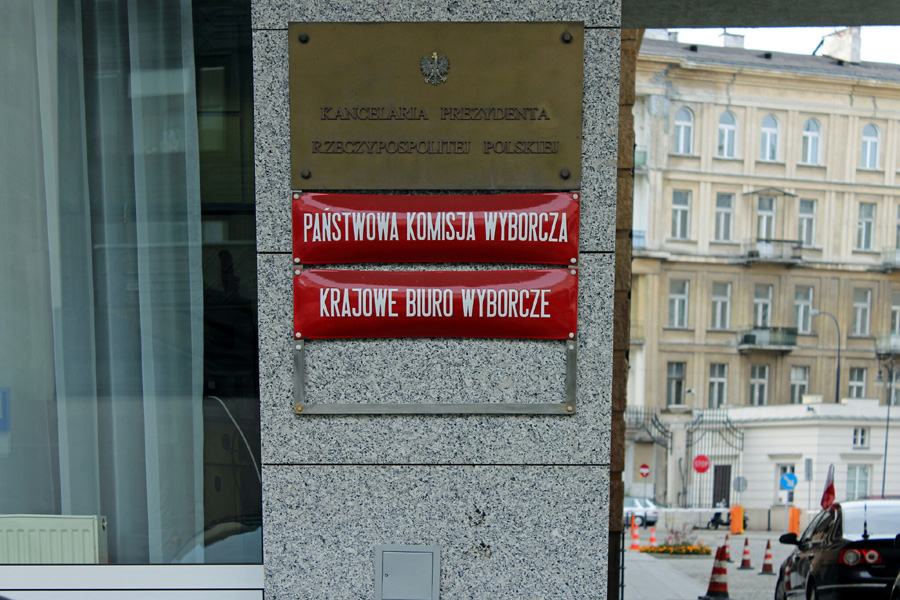 KANCELARIA PREZYDENTA
RZECZYPOSPOLITEJ POLSKIEJ
PAŃSTWOWA KOMISJA WYBORCZA
KRAJOWE BIURO WYBORCZE